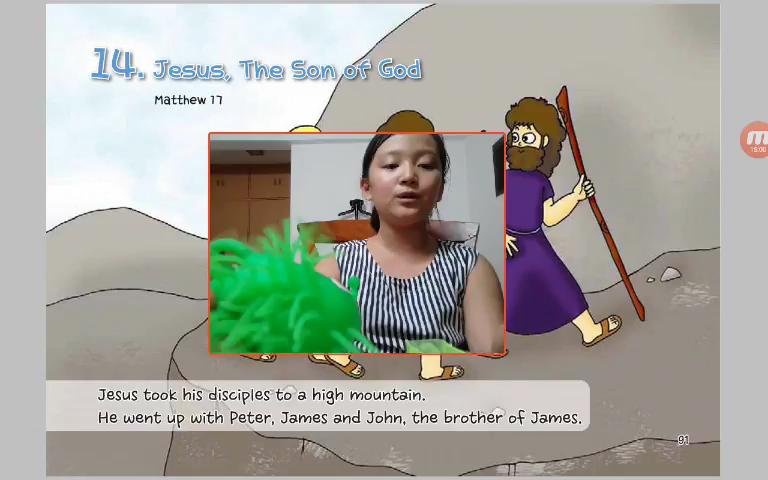 14. Jesus, The Son of God
Matthew 17
Jesus took his disciples to a high mountain.
He went up with Peter, James and John, the brother of James.
91